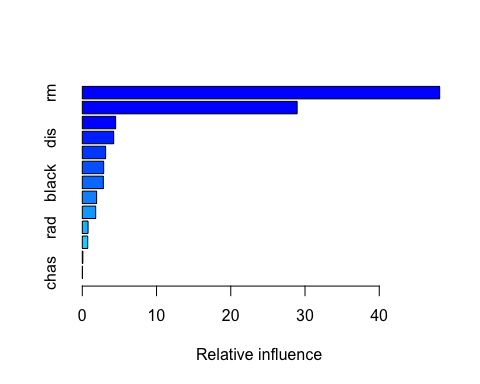 rm
dis
black
rad
chas
0 10 20 30 40
Relative influence